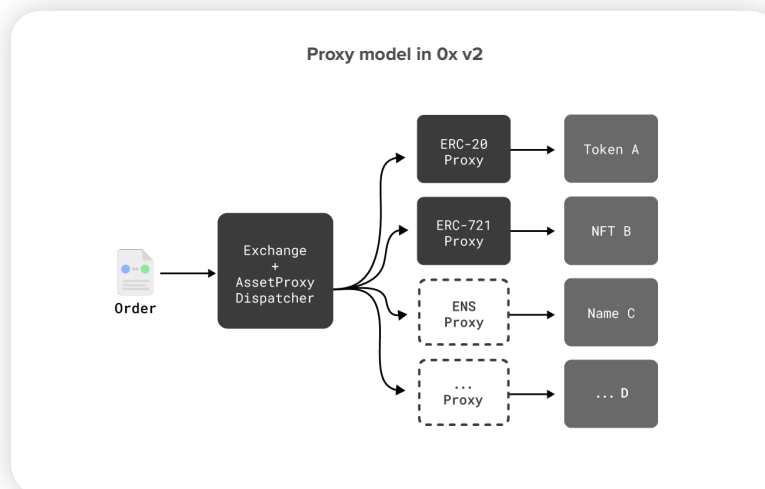 Proxy model in 0x v2
ERC-20
Proxy
Token A
ERC-721
Proxy
NFT B
Exchange
+
AssetProxy
Dispatcher
Order
ENS
Proxy
Name C
...
Proxy
... D